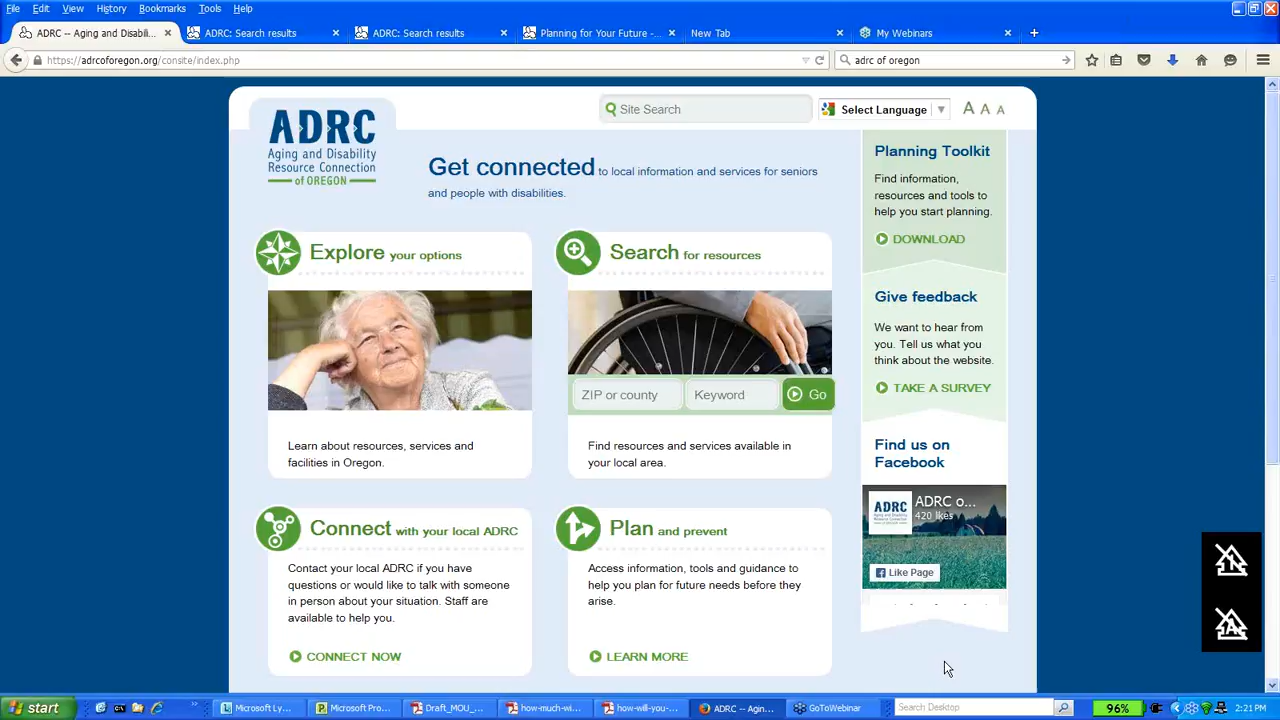 File Edit View History Bookmarks Tools Help
ADRC -- Aging and Disabil... × ADRC: Search results × ADRC: Search results × Planning for Your Future -... × New Tab × My Webinars × +
https://adrcoforegon.org/consite/index.php adrc of oregon
Site Search Select Language ▼ A A A
ADRC
Aging and Disability
Resource Connection
of OREGON
Get connected to local information and services for seniors
and people with disabilities.
Explore your options
Learn about resources, services and
facilities in Oregon.
Search for resources
ZIP or county Keyword Go
Find resources and services available in
your local area.
Connect with your local ADRC
Contact your local ADRC if you have
questions or would like to talk with someone
in person about your situation. Staff are
available to help you.
CONNECT NOW
Plan and prevent
Access information, tools and guidance to
help you plan for future needs before they
arise.
LEARN MORE
Planning Toolkit
Find information,
resources and tools to
help you start planning.
DOWNLOAD
Give feedback
We want to hear from
you. Tell us what you
think about the website.
TAKE A SURVEY
Find us on
Facebook
ADRC
ADRC o...
420 likes
Like Page
start Microsoft Ly... Microsoft Pro... Draft_MOU_... how-much-wi... how-will-you-... ADRC -- Agin... GoToWebinar Search Desktop 96% 2:21 PM